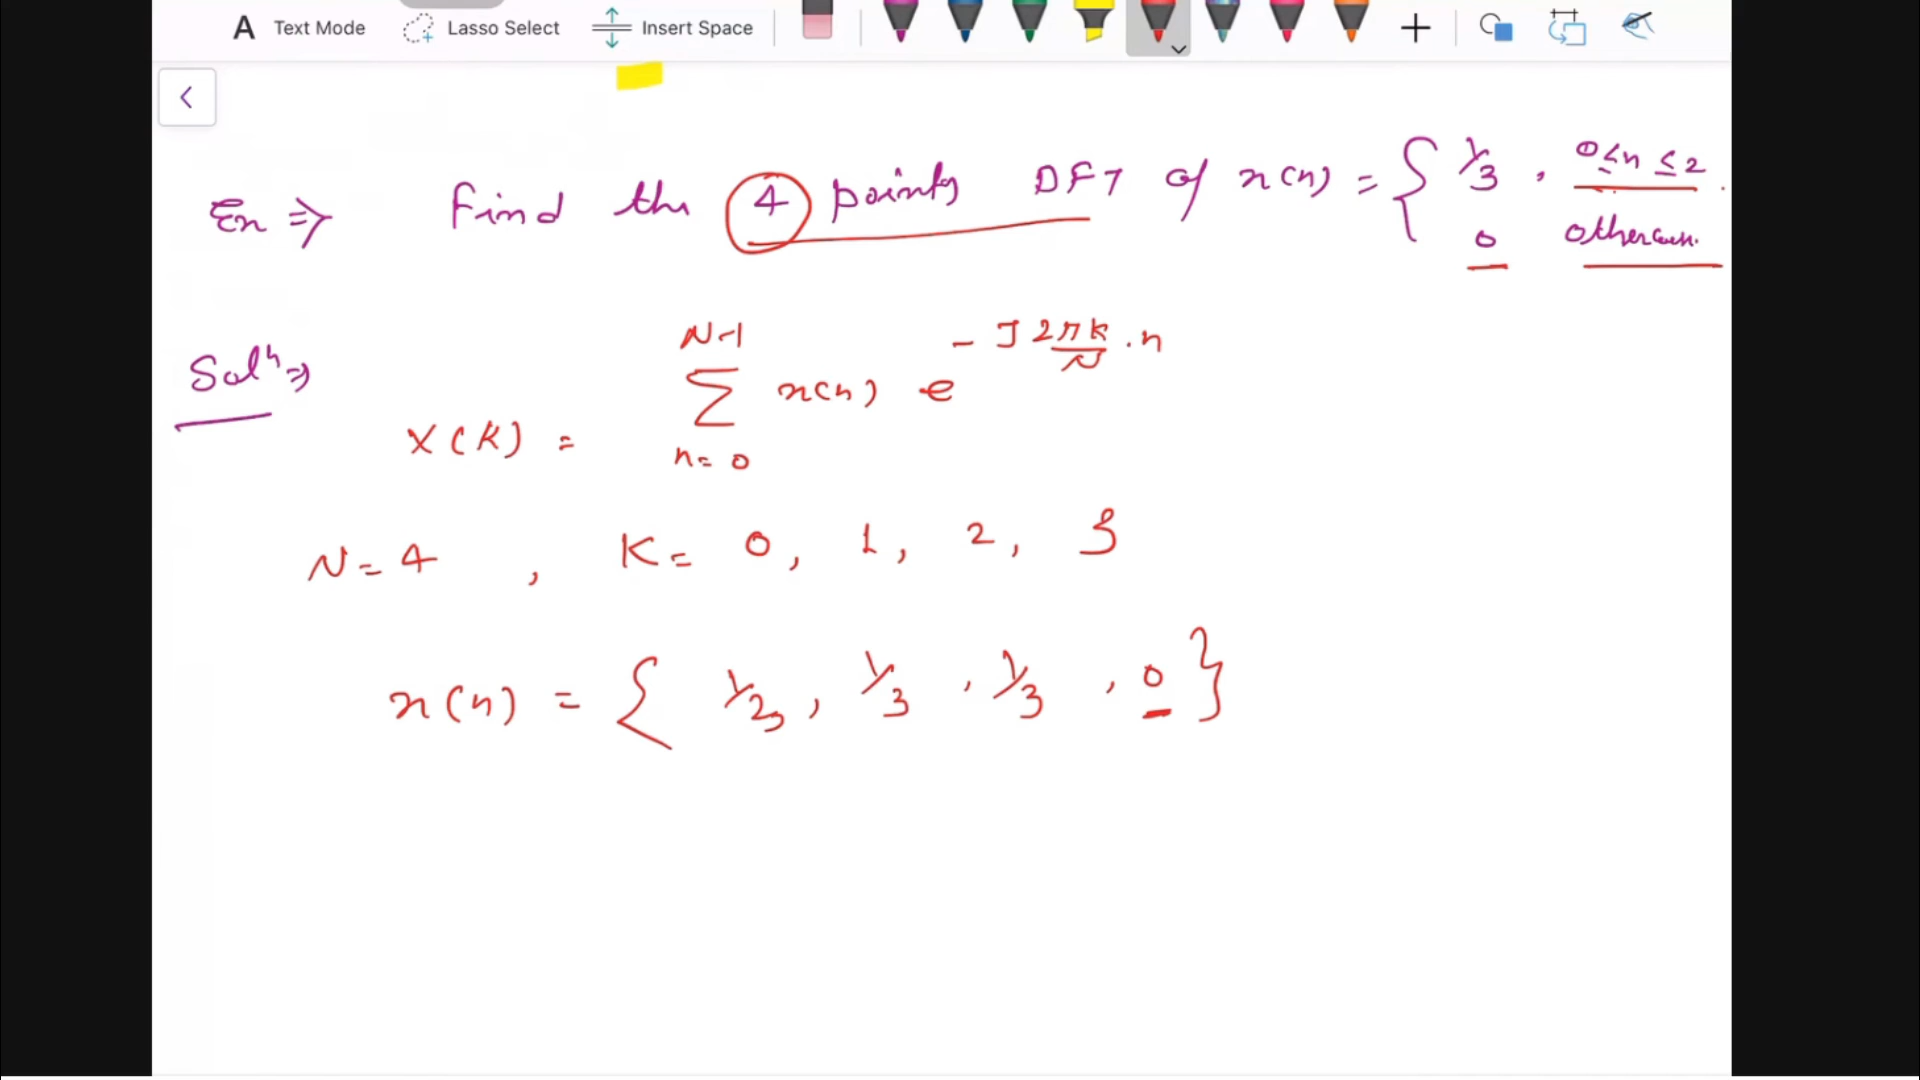 A Text Mode Lasso Select Insert Space
Ex ⇒ Find the 4 points DFT of x(n) = { 1/3 , 0≤n≤2
0 otherwise.
Solⁿ ⇒
X(K) = N-1 ∑ n=0 x(n) e -J 2πk/N .n
N=4 , K= 0, 1, 2, 3
x(n) = { 1/3 , 1/3 , 1/3 , 0 }